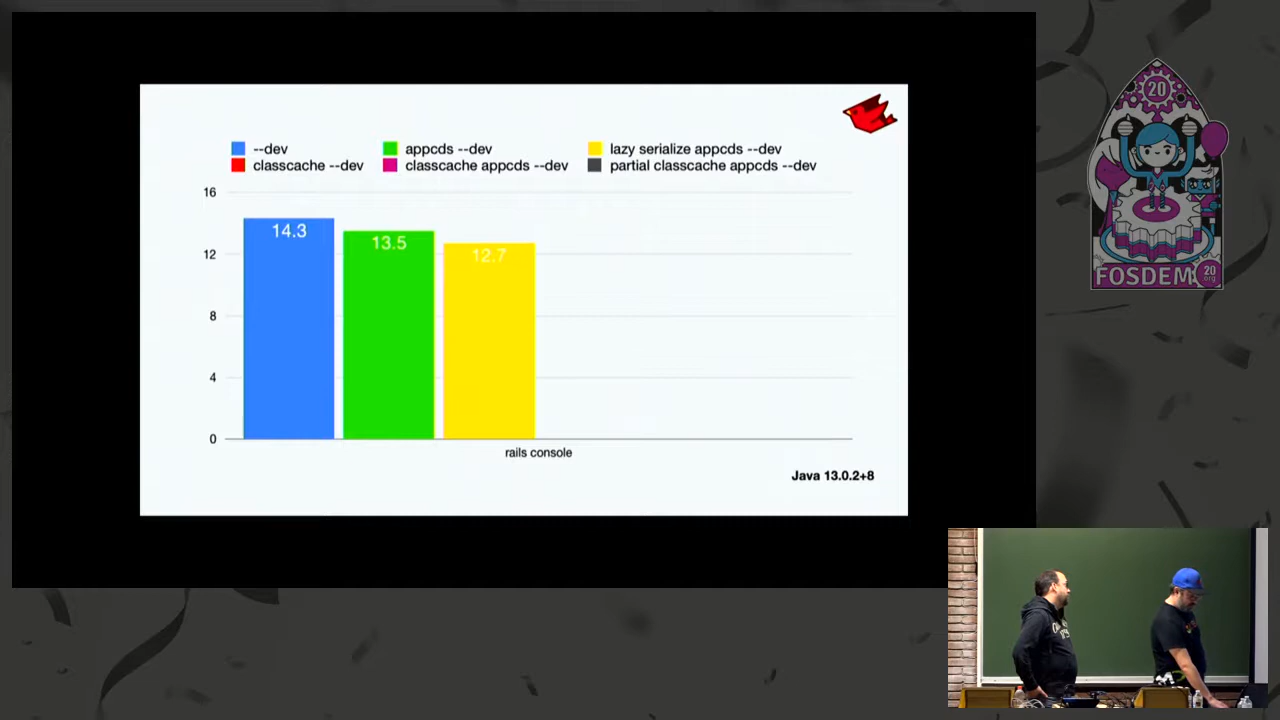 --dev appcds --dev lazy serialize appcds --dev
classcache --dev classcache appcds --dev partial classcache appcds --dev
16
14.3
13.5
12.7
12
8
4
0
rails console
Java 13.0.2+8
20
FOSDEM
20
.org